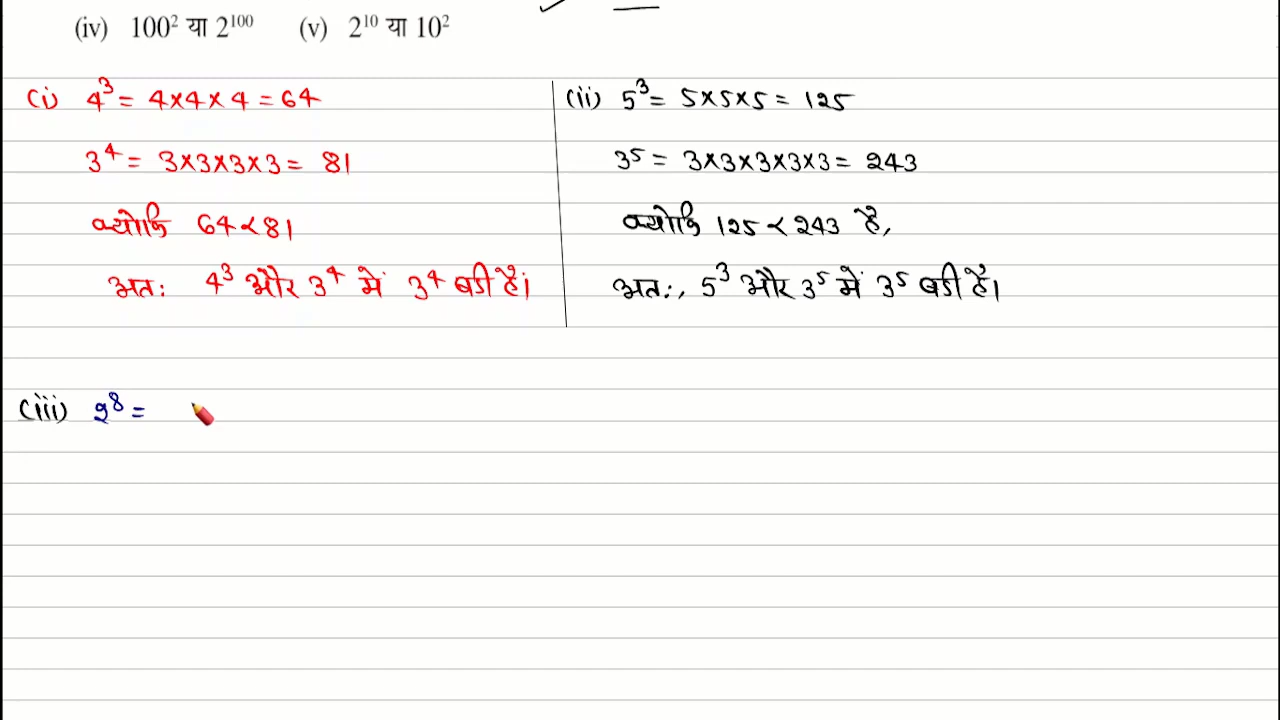 (iv) 100² या 2¹⁰⁰ (v) 2¹⁰ या 10²
(i) 4³ = 4×4×4 = 64
3⁴ = 3×3×3×3 = 81
क्योकि 64<81
अतः 4³ और 3⁴ में 3⁴ बडी है।
(ii) 5³ = 5×5×5 = 125
3⁵ = 3×3×3×3×3 = 243
क्योकि 125 < 243 है,
अतः, 5³ और 3⁵ में 3⁵ बडी है।
(iii) 2⁸ =